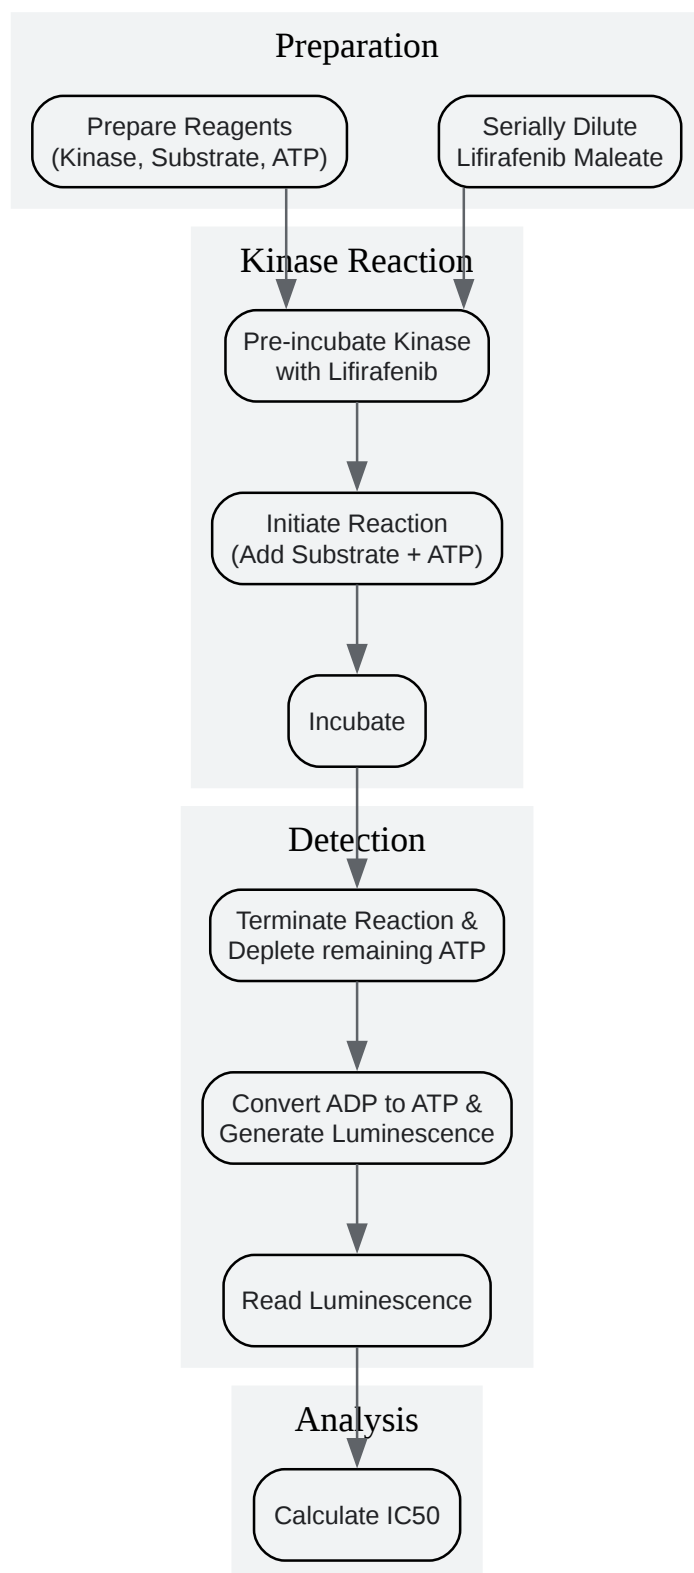 Preparation
Prepare Reagents
(Kinase, Substrate, ATP)
Serially Dilute
Lifirafenib Maleate
Kinase Reaction
Pre-incubate Kinase
with Lifirafenib
Initiate Reaction
(Add Substrate + ATP)
Incubate
Detection
Terminate Reaction &
Deplete remaining ATP
Convert ADP to ATP &
Generate Luminescence
Read Luminescence
Analysis
Calculate IC50